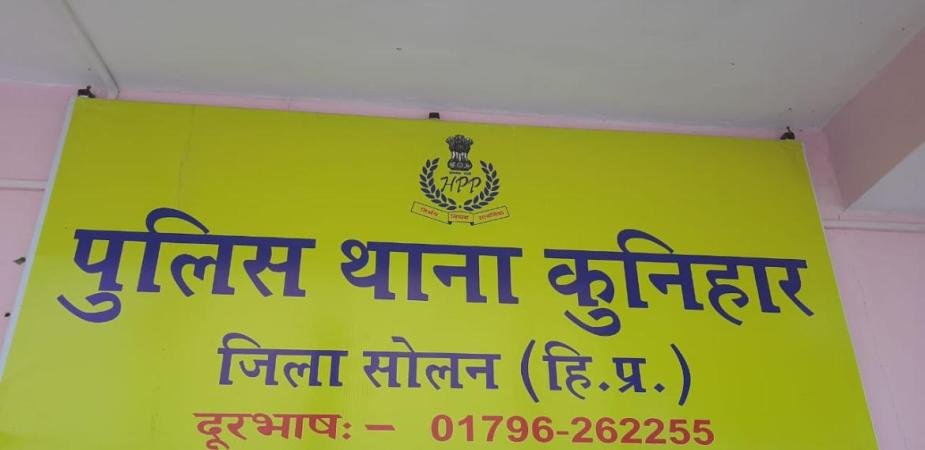 HPP
पुलिस थाना कुनिहार
जिला सोलन (हि.प्र.)
दूरभाषः— 01796-262255